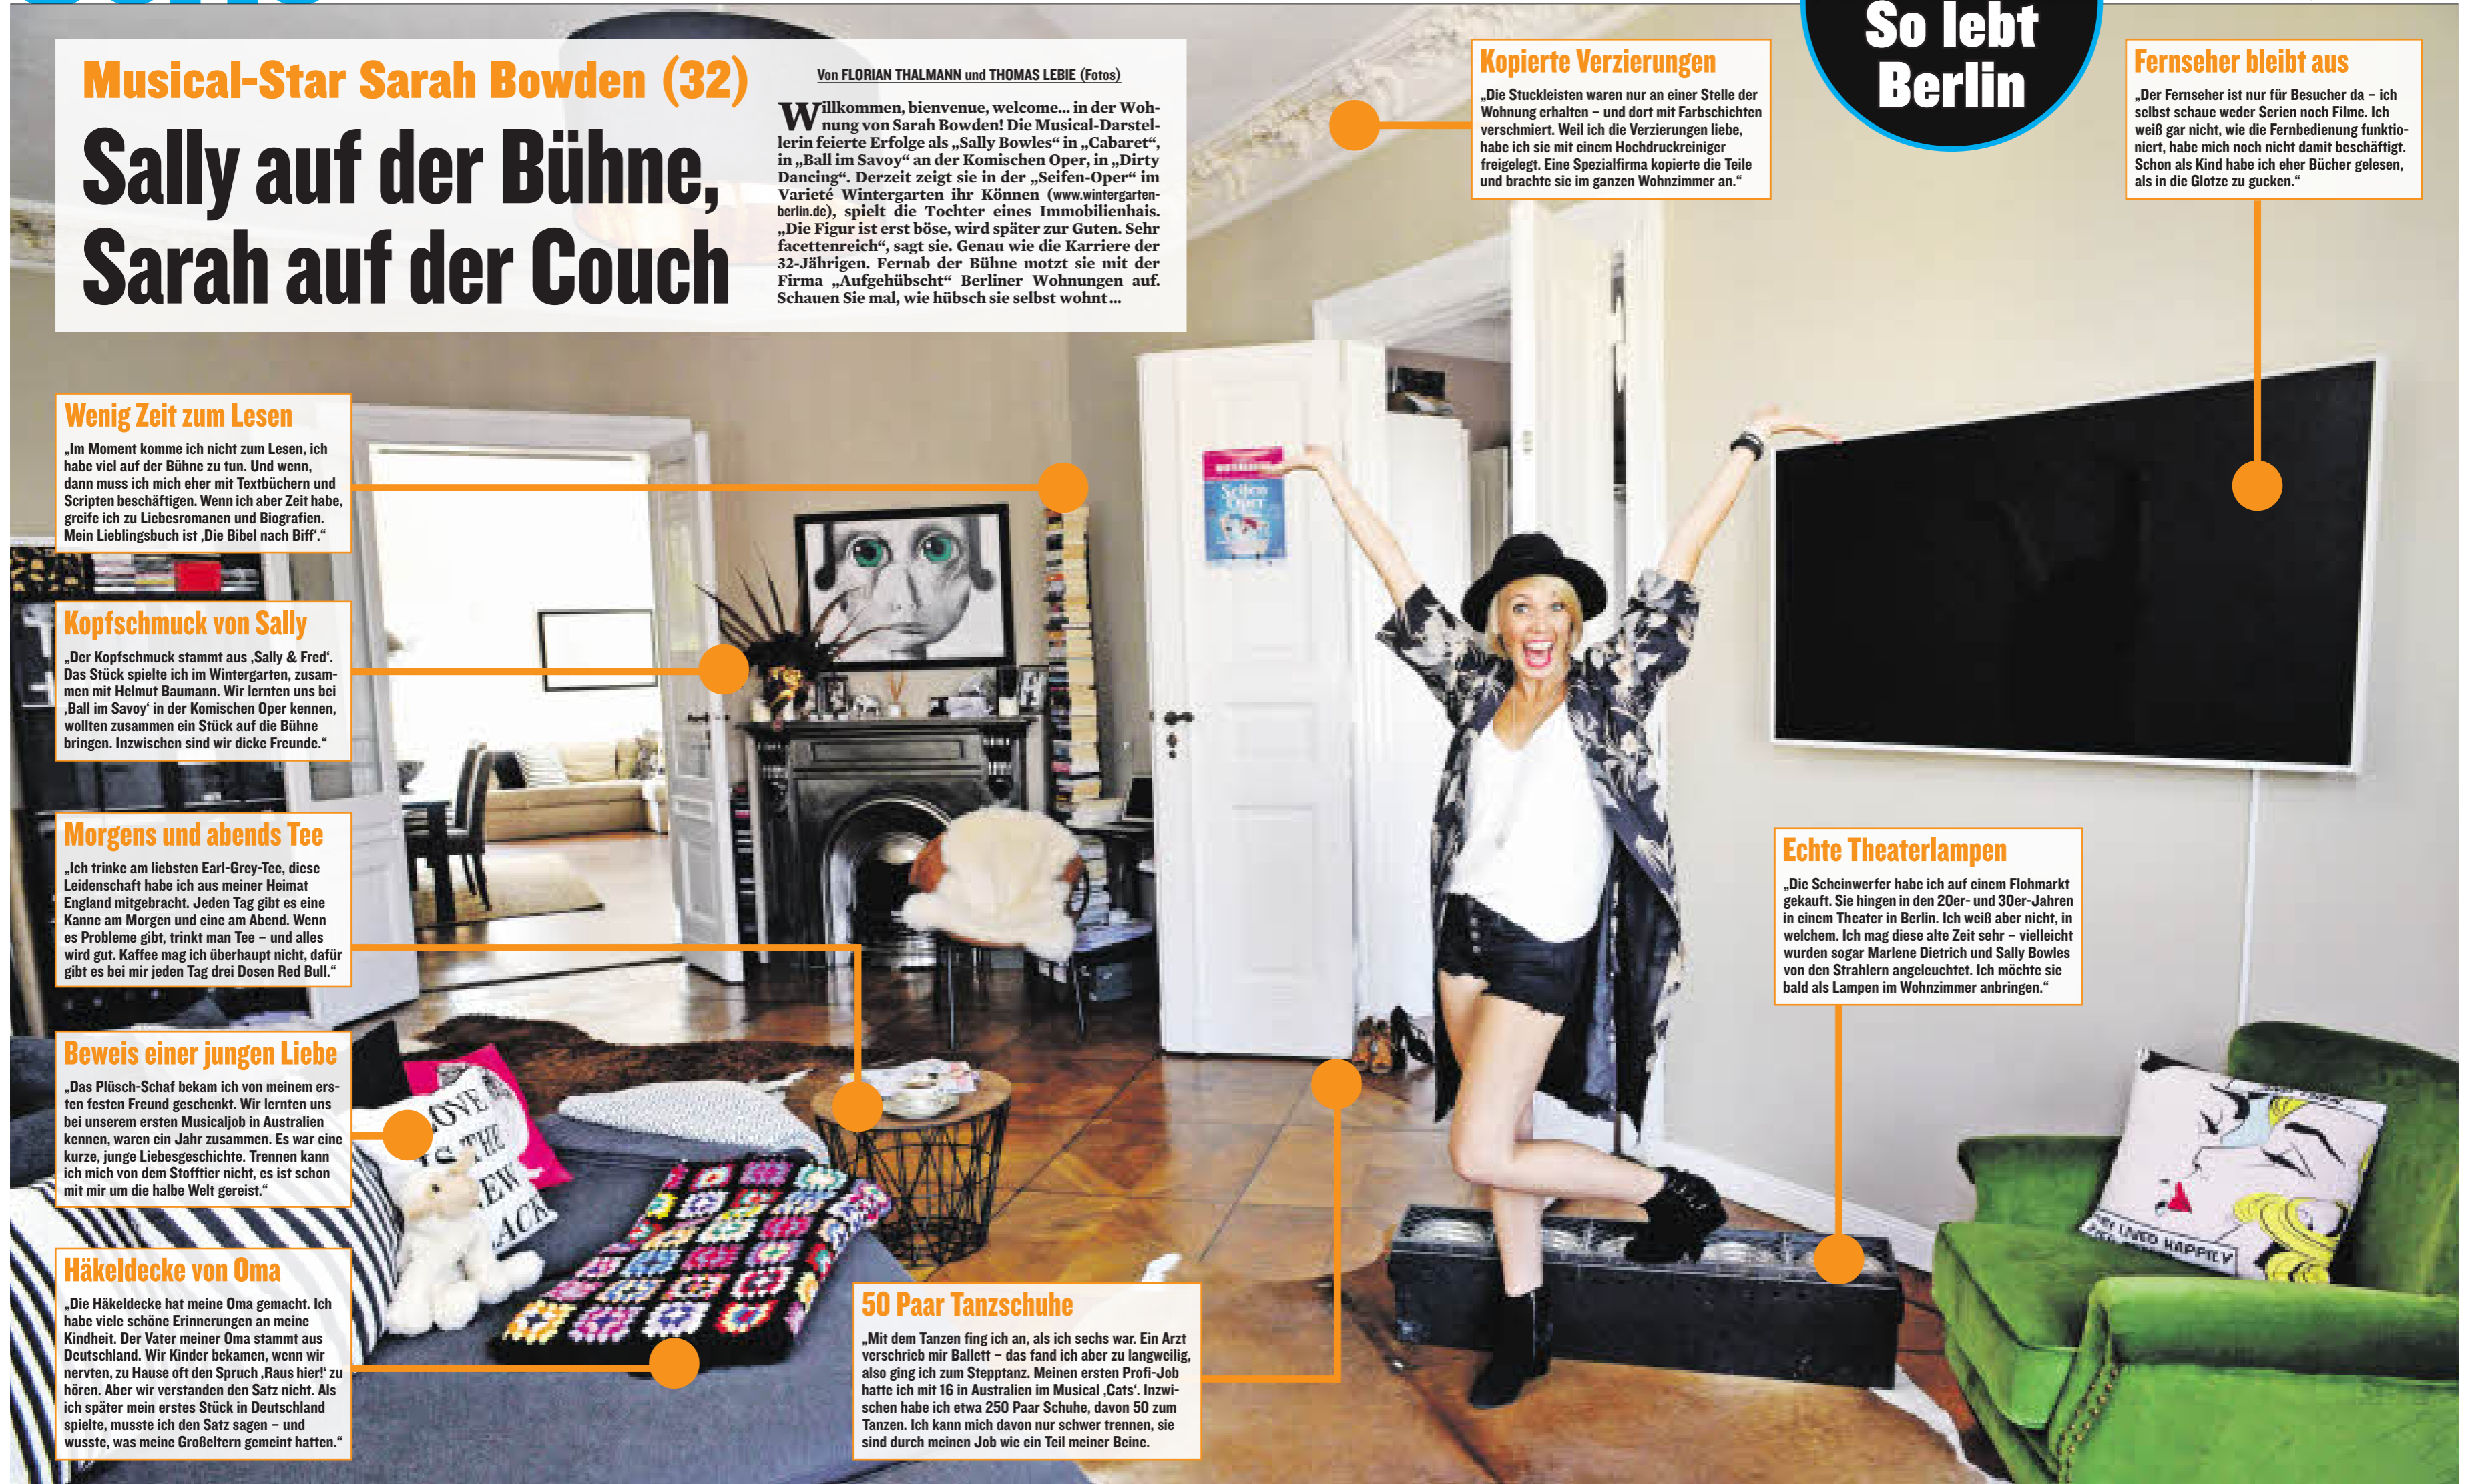 Musical-Star Sarah Bowden (32)
Sally auf der Bühne,
Sarah auf der Couch
Von FLORIAN THALMANN und THOMAS LEBIE (Fotos)
Willkommen, bienvenue, welcome... in der Woh-
nung von Sarah Bowden! Die Musical-Darstel-
lerin feierte Erfolge als „Sally Bowles“ in „Cabaret“,
in „Ball im Savoy“ an der Komischen Oper, in „Dirty
Dancing“. Derzeit zeigt sie in der „Seifen-Oper“ im
Varieté Wintergarten ihr Können (www.wintergarten-
berlin.de), spielt die Tochter eines Immobilienhais.
„Die Figur ist erst böse, wird später zur Guten. Sehr
facettenreich“, sagt sie. Genau wie die Karriere der
32-Jährigen. Fernab der Bühne motzt sie mit der
Firma „Aufgehübscht“ Berliner Wohnungen auf.
Schauen Sie mal, wie hübsch sie selbst wohnt ...
Kopierte Verzierungen
„Die Stuckleisten waren nur an einer Stelle der
Wohnung erhalten – und dort mit Farbschichten
verschmiert. Weil ich die Verzierungen liebe,
habe ich sie mit einem Hochdruckreiniger
freigelegt. Eine Spezialfirma kopierte die Teile
und brachte sie im ganzen Wohnzimmer an.“
So lebt
Berlin
Fernseher bleibt aus
„Der Fernseher ist nur für Besucher da – ich
selbst schaue weder Serien noch Filme. Ich
weiß gar nicht, wie die Fernbedienung funktio-
niert, habe mich noch nicht damit beschäftigt.
Schon als Kind habe ich eher Bücher gelesen,
als in die Glotze zu gucken.“
Wenig Zeit zum Lesen
„Im Moment komme ich nicht zum Lesen, ich
habe viel auf der Bühne zu tun. Und wenn,
dann muss ich mich eher mit Textbüchern und
Scripten beschäftigen. Wenn ich aber Zeit habe,
greife ich zu Liebesromanen und Biografien.
Mein Lieblingsbuch ist ‚Die Bibel nach Biff‘.“
Seifen
Oper
Kopfschmuck von Sally
„Der Kopfschmuck stammt aus ‚Sally & Fred‘.
Das Stück spielte ich im Wintergarten, zusam-
men mit Helmut Baumann. Wir lernten uns bei
‚Ball im Savoy‘ in der Komischen Oper kennen,
wollten zusammen ein Stück auf die Bühne
bringen. Inzwischen sind wir dicke Freunde.“
Morgens und abends Tee
„Ich trinke am liebsten Earl-Grey-Tee, diese
Leidenschaft habe ich aus meiner Heimat
England mitgebracht. Jeden Tag gibt es eine
Kanne am Morgen und eine am Abend. Wenn
es Probleme gibt, trinkt man Tee – und alles
wird gut. Kaffee mag ich überhaupt nicht, dafür
gibt es bei mir jeden Tag drei Dosen Red Bull.“
Echte Theaterlampen
„Die Scheinwerfer habe ich auf einem Flohmarkt
gekauft. Sie hingen in den 20er- und 30er-Jahren
in einem Theater in Berlin. Ich weiß aber nicht, in
welchem. Ich mag diese alte Zeit sehr – vielleicht
wurden sogar Marlene Dietrich und Sally Bowles
von den Strahlern angeleuchtet. Ich möchte sie
bald als Lampen im Wohnzimmer anbringen.“
Beweis einer jungen Liebe
„Das Plüsch-Schaf bekam ich von meinem ers-
ten festen Freund geschenkt. Wir lernten uns
bei unserem ersten Musicaljob in Australien
kennen, waren ein Jahr zusammen. Es war eine
kurze, junge Liebesgeschichte. Trennen kann
ich mich von dem Stofftier nicht, es ist schon
mit mir um die halbe Welt gereist.“
OVE
IS THE
EW
ACK
LIVED HAPPILY
Häkeldecke von Oma
„Die Häkeldecke hat meine Oma gemacht. Ich
habe viele schöne Erinnerungen an meine
Kindheit. Der Vater meiner Oma stammt aus
Deutschland. Wir Kinder bekamen, wenn wir
nervten, zu Hause oft den Spruch ‚Raus hier!‘ zu
hören. Aber wir verstanden den Satz nicht. Als
ich später mein erstes Stück in Deutschland
spielte, musste ich den Satz sagen – und
wusste, was meine Großeltern gemeint hatten.“
50 Paar Tanzschuhe
„Mit dem Tanzen fing ich an, als ich sechs war. Ein Arzt
verschrieb mir Ballett – das fand ich aber zu langweilig,
also ging ich zum Stepptanz. Meinen ersten Profi-Job
hatte ich mit 16 in Australien im Musical ‚Cats‘. Inzwi-
schen habe ich etwa 250 Paar Schuhe, davon 50 zum
Tanzen. Ich kann mich davon nur schwer trennen, sie
sind durch meinen Job wie ein Teil meiner Beine.